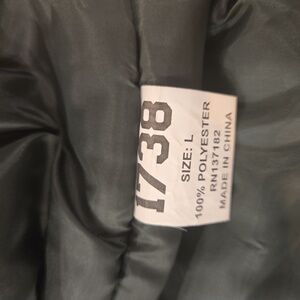 1738
SIZE: L
100% POLYESTER
RN137182
MADE IN CHINA